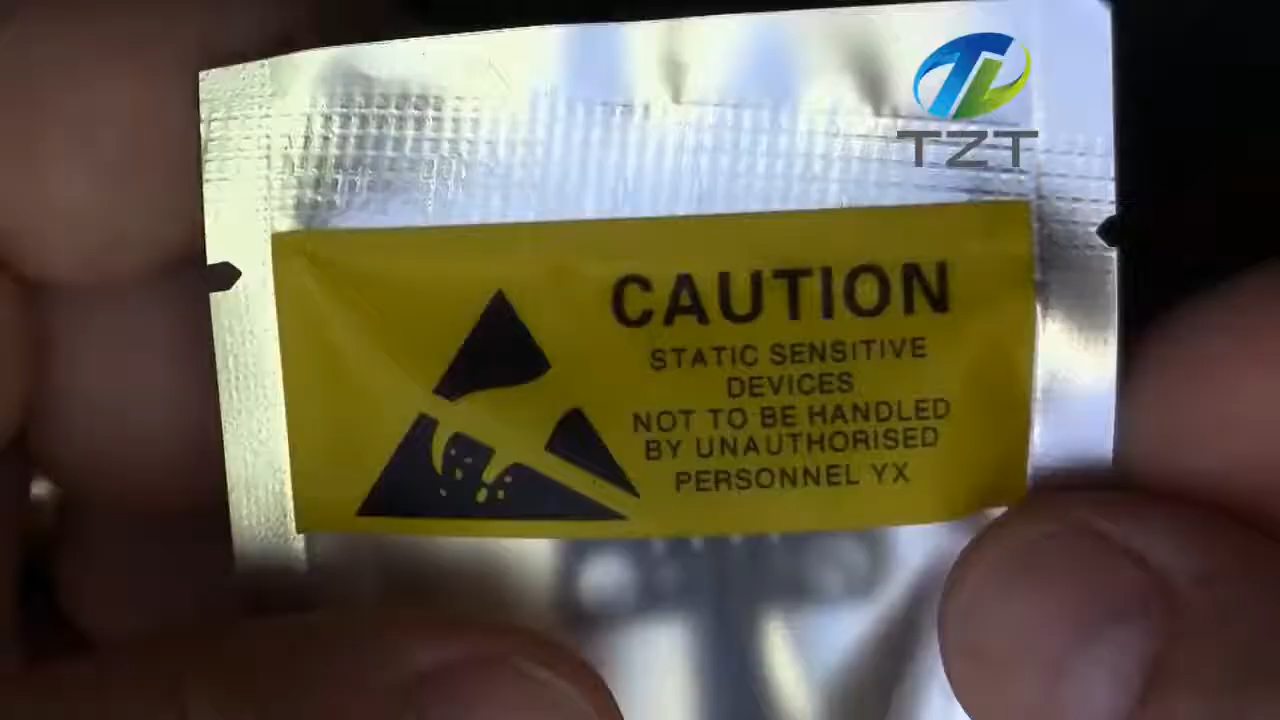 TZT
CAUTION
STATIC SENSITIVE
DEVICES
NOT TO BE HANDLED
BY UNAUTHORISED
PERSONNEL YX